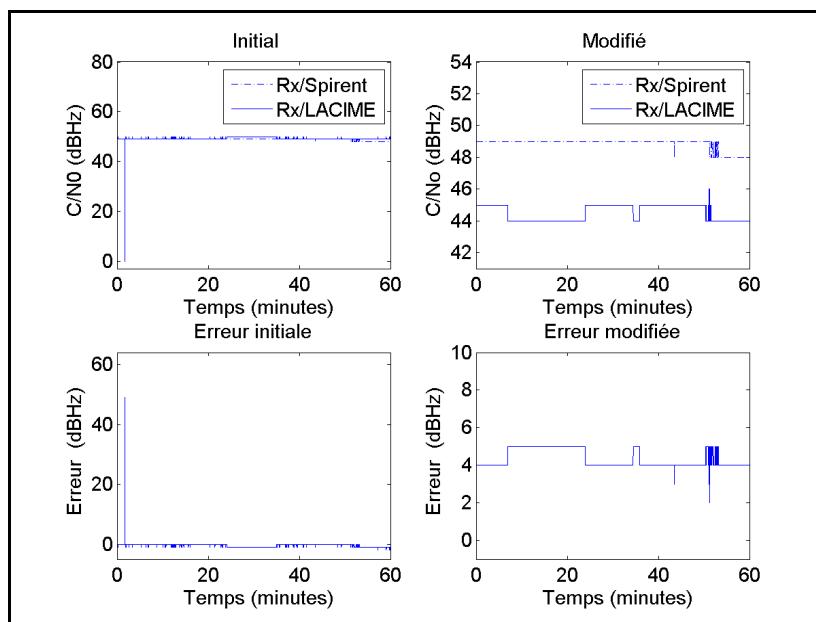 Initial
80
60
40
20
0
C/N0 (dBHz)
Rx/Spirent
Rx/LACIME
0 20 40 60
Temps (minutes)
Modifié
54
52
50
48
46
44
42
C/No (dBHz)
Rx/Spirent
Rx/LACIME
0 20 40 60
Temps (minutes)
Erreur initiale
60
40
20
0
Erreur (dBHz)
0 20 40 60
Temps (minutes)
Erreur modifiée
10
8
6
4
2
0
Erreur (dBHz)
0 20 40 60
Temps (minutes)